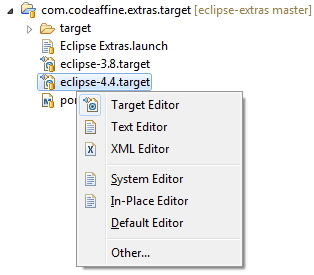 com.codeaffine.extras.target [eclipse-extras master]
target
Eclipse Extras.launch
eclipse-3.8.target
eclipse-4.4.target
Target Editor
Text Editor
XML Editor
System Editor
In-Place Editor
Default Editor
Other...